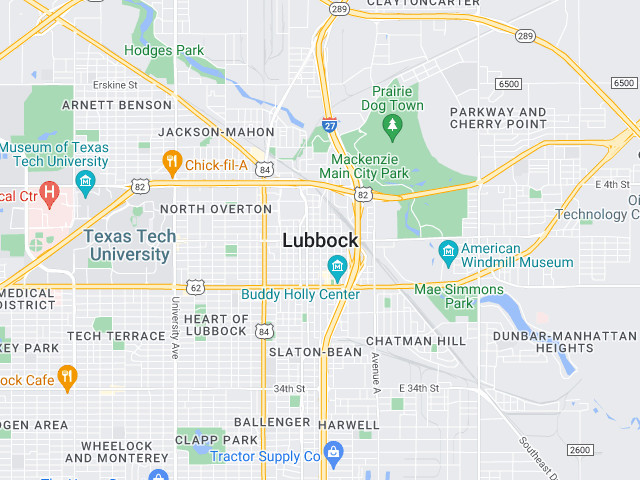 CLAYTONCARTER
289
289
Hodges Park
Erskine St
Prairie
Dog Town
6500
6500
ARNETT BENSON
PARKWAY AND
CHERRY POINT
27
JACKSON-MAHON
Museum of Texas
Tech University
Chick-fil-A
84
Mackenzie
Main City Park
82
82
E 4th St
cal Ctr
NORTH OVERTON
Technology C
Texas Tech
University
Lubbock
American
Windmill Museum
62
Buddy Holly Center
Mae Simmons
Park
MEDICAL
DISTRICT
University Ave
HEART OF
LUBBOCK
84
TECH TERRACE
CHATMAN HILL
DUNBAR-MANHATTAN
HEIGHTS
XEY PARK
SLATON-BEAN
Avenue A
ock Cafe
34th St
E 34th St
OGEN AREA
BALLENGER
HARWELL
CLAPP PARK
WHEELOCK
AND MONTEREY
Tractor Supply Co
Southeast D
2600